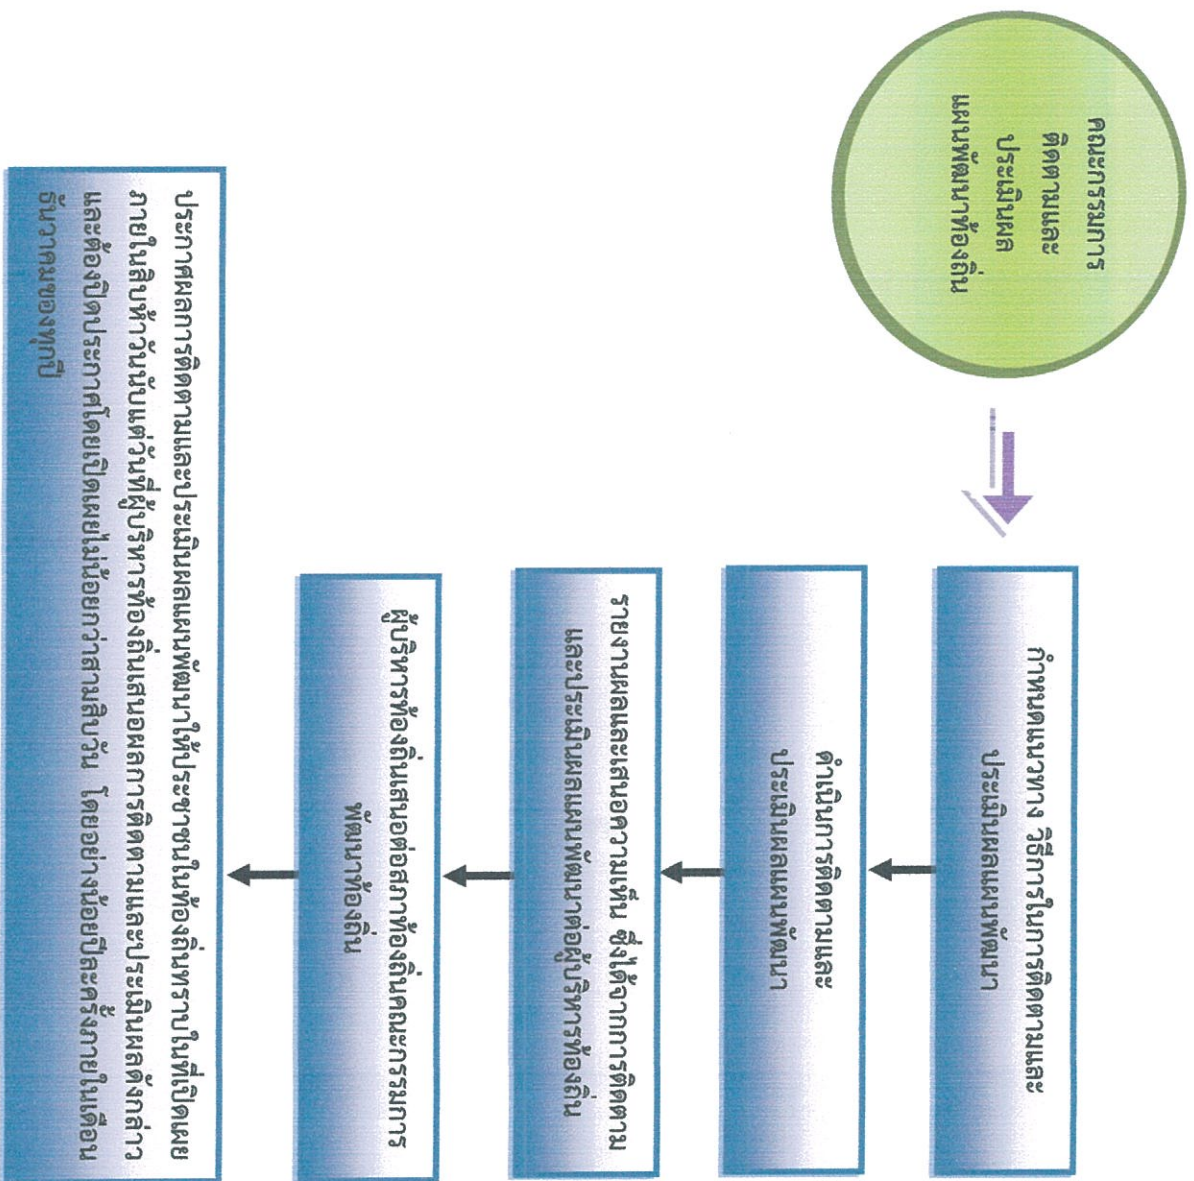 คณะกรรมการ
ติดตามและ
ประเมินผล
แผนพัฒนาท้องถิ่น
กำหนดแนวทาง วิธีการในการติดตามและ
ประเมินผลแผนพัฒนา
ดำเนินการติดตามและ
ประเมินผลแผนพัฒนา
รายงานผลและเสนอความเห็น ซึ่งได้จากการติดตาม
และประเมินผลแผนพัฒนาต่อผู้บริหารท้องถิ่น
ผู้บริหารท้องถิ่นเสนอต่อสภาท้องถิ่นคณะกรรมการ
พัฒนาท้องถิ่น
ประกาศผลการติดตามและประเมินผลแผนพัฒนาให้ประชาชนในท้องถิ่นทราบในที่เปิดเผย
ภายในสิบห้าวันนับแต่วันที่ผู้บริหารท้องถิ่นเสนอผลการติดตามและประเมินผลดังกล่าว
และต้องปิดประกาศโดยเปิดเผยไม่น้อยกว่าสามสิบวัน โดยอย่างน้อยปีละครั้งภายในเดือน
ธันวาคมของทุกปี